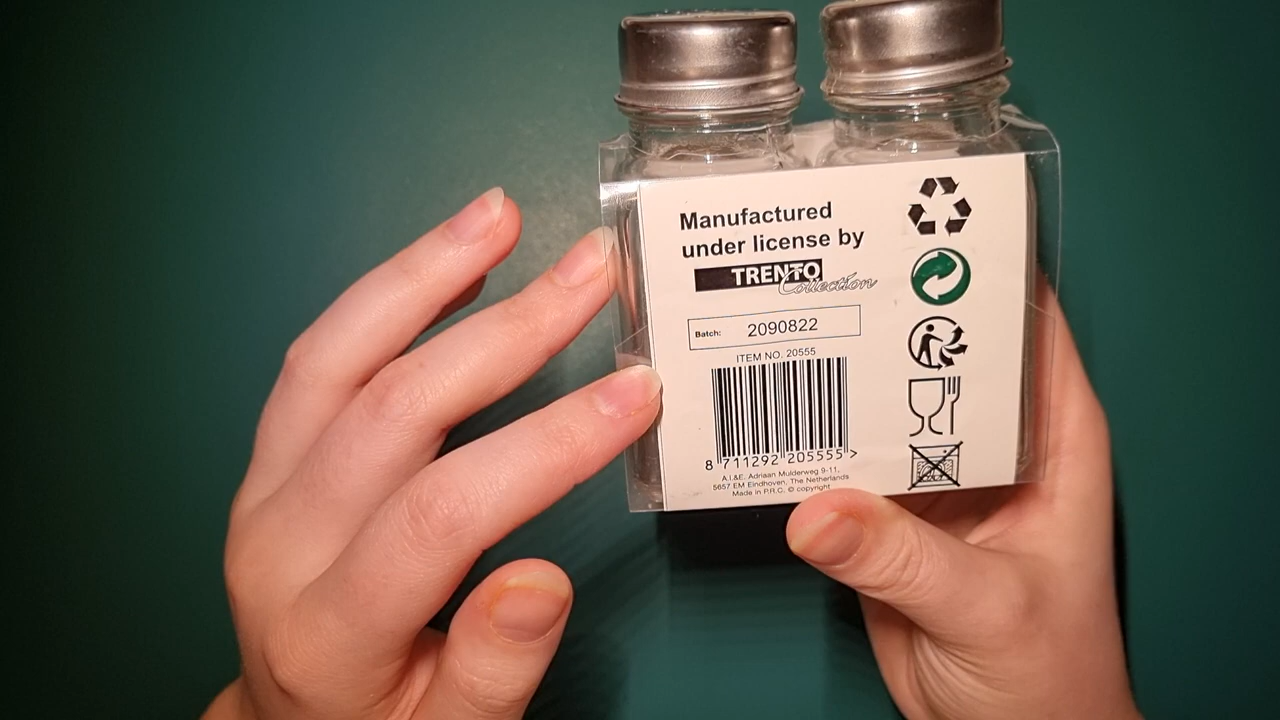 Manufactured
under license by
TRENTO
Collection
Batch: 2090822
ITEM NO. 20555
8 711292 205555 >
A.I.&E. Adriaan Mulderweg 9-11,
5657 EM Eindhoven, The Netherlands
Made in P.R.C. © copyright